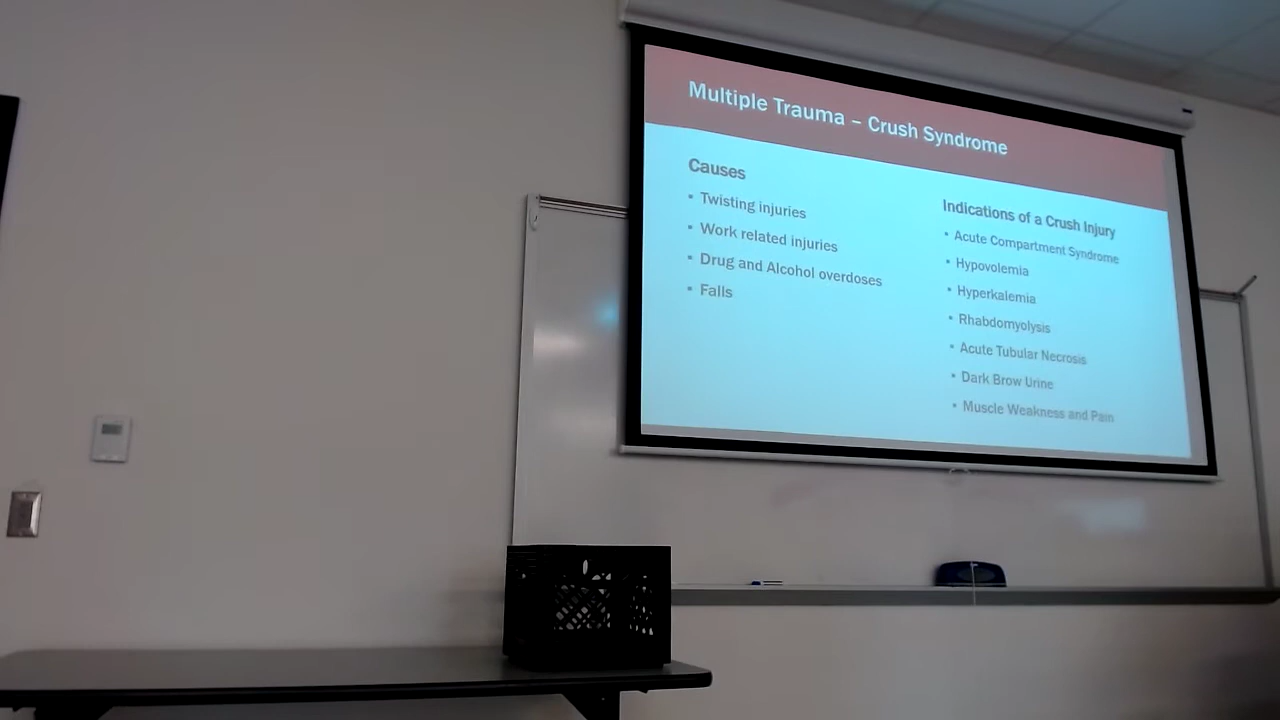 Multiple Trauma – Crush Syndrome
Causes
▪ Twisting injuries
▪ Work related injuries
▪ Drug and Alcohol overdoses
▪ Falls
Indications of a Crush Injury
▪ Acute Compartment Syndrome
▪ Hypovolemia
▪ Hyperkalemia
▪ Rhabdomyolysis
▪ Acute Tubular Necrosis
▪ Dark Brow Urine
▪ Muscle Weakness and Pain